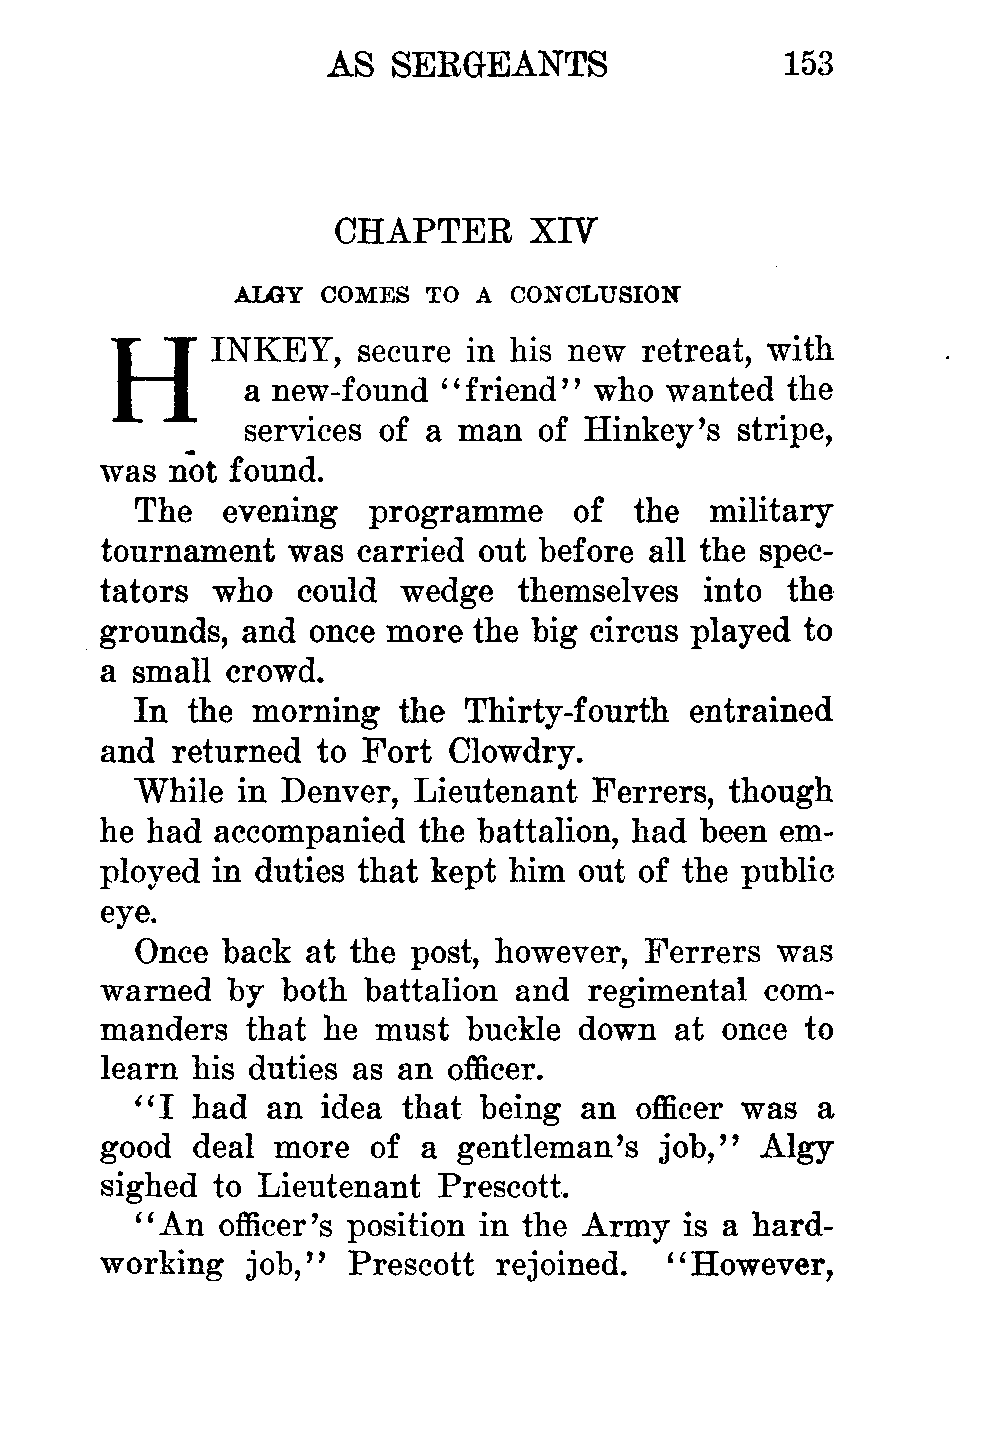 AS SERGEANTS 153
CHAPTER XIV
ALGY COMES TO A CONCLUSION
HINKEY, secure in his new retreat, with
a new-found "friend" who wanted the
services of a man of Hinkey's stripe,
was not found.
The evening programme of the military
tournament was carried out before all the spec-
tators who could wedge themselves into the
grounds, and once more the big circus played to
a small crowd.
In the morning the Thirty-fourth entrained
and returned to Fort Clowdry.
While in Denver, Lieutenant Ferrers, though
he had accompanied the battalion, had been em-
ployed in duties that kept him out of the public
eye.
Once back at the post, however, Ferrers was
warned by both battalion and regimental com-
manders that he must buckle down at once to
learn his duties as an officer.
"I had an idea that being an officer was a
good deal more of a gentleman's job," Algy
sighed to Lieutenant Prescott.
"An officer's position in the Army is a hard-
working job," Prescott rejoined. "However,